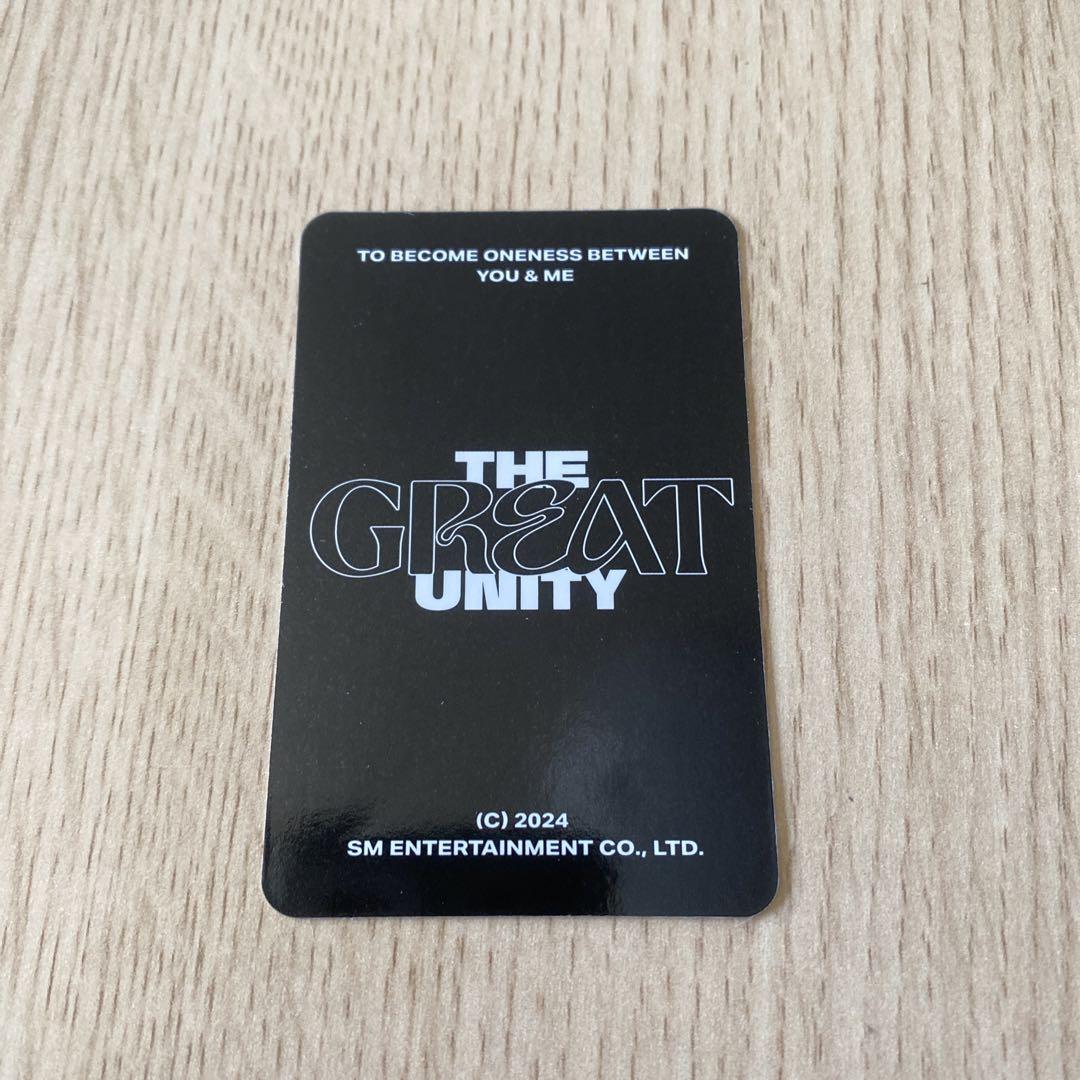 TO BECOME ONENESS BETWEEN
YOU & ME
THE
GREAT
UNITY
(C) 2024
SM ENTERTAINMENT CO., LTD.